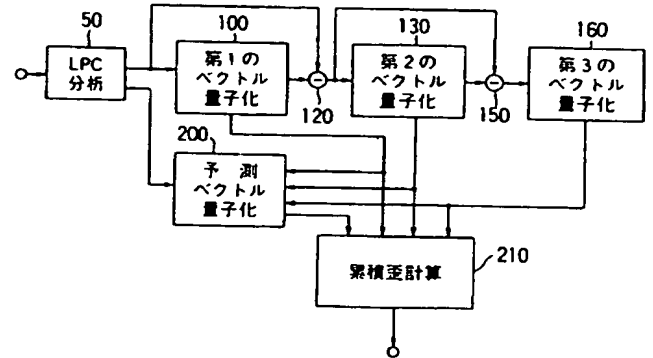 50
LPC
分析
100
第1の
ベクトル
量子化
120
130
第2の
ベクトル
量子化
150
160
第3の
ベクトル
量子化
200
予測
ベクトル
量子化
累積歪計算
210